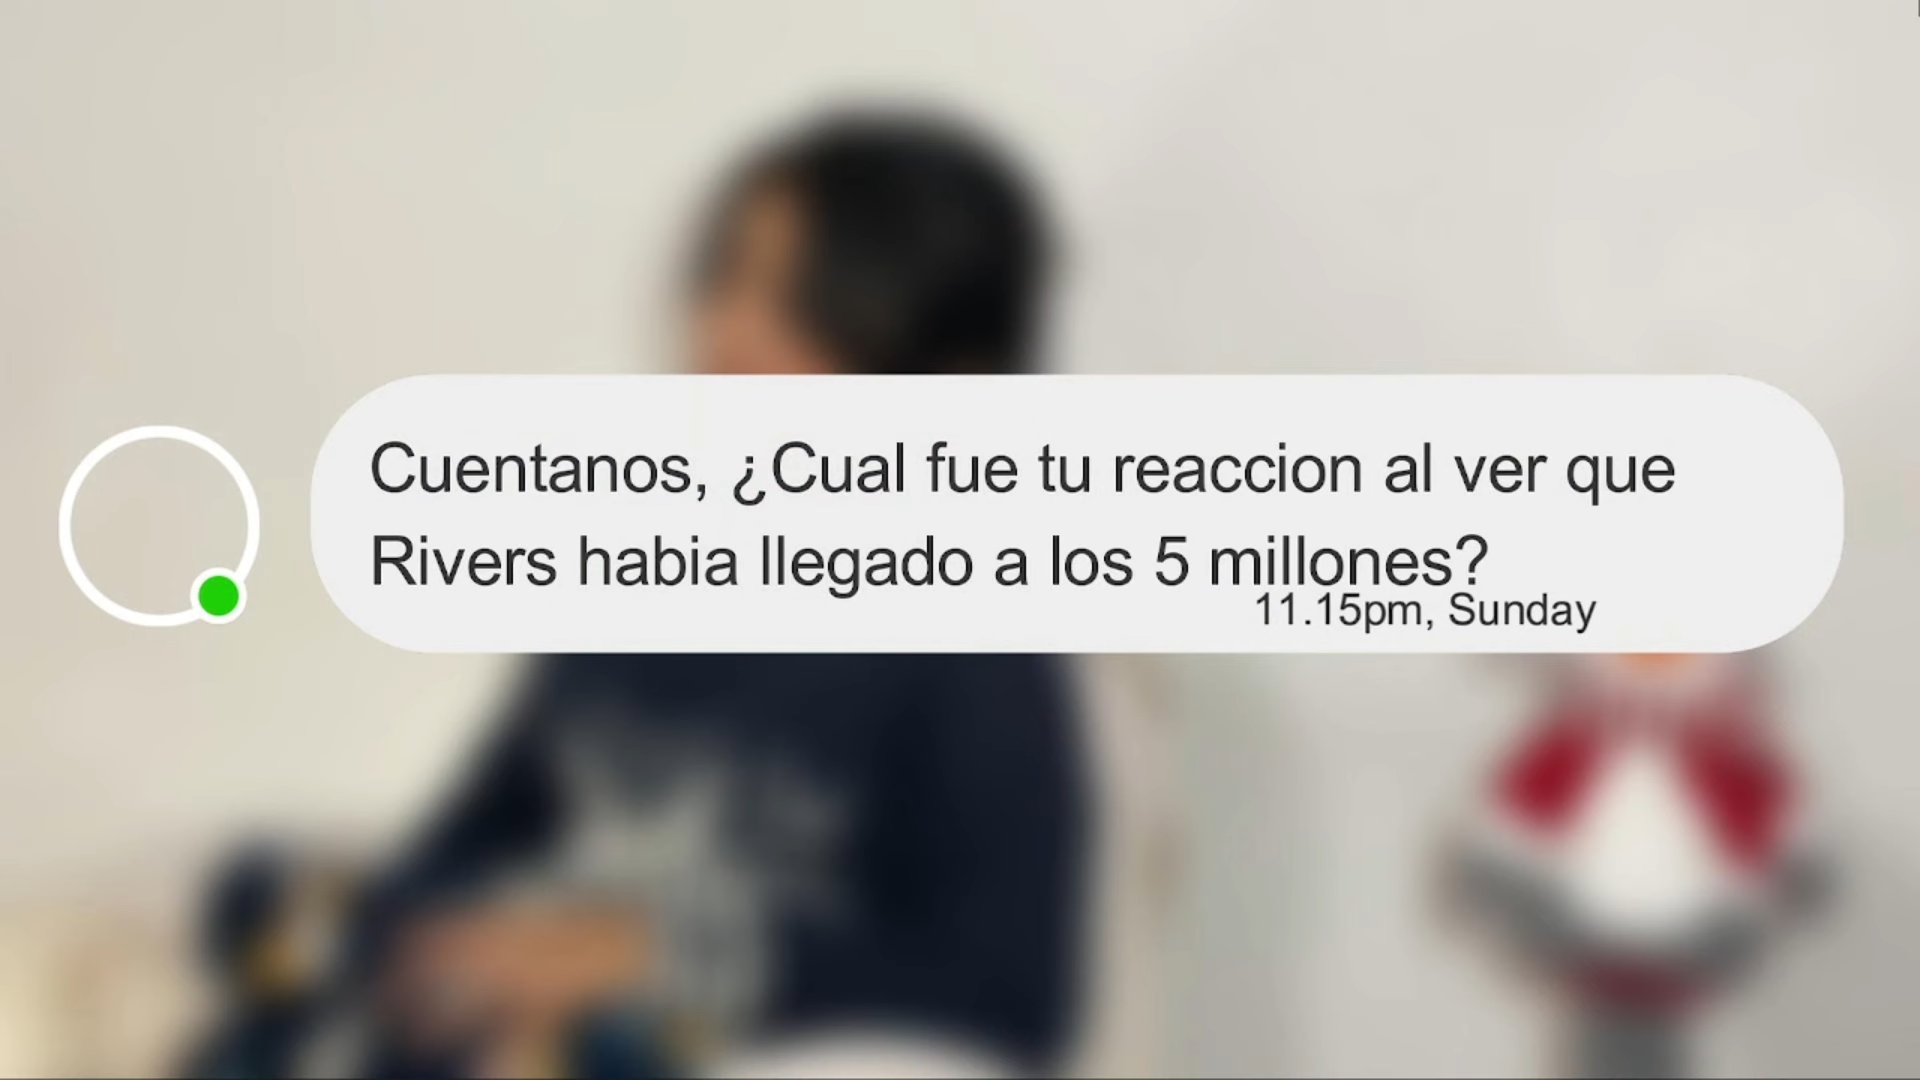 Cuentanos, ¿Cual fue tu reaccion al ver que
Rivers habia llegado a los 5 millones?
11.15pm, Sunday